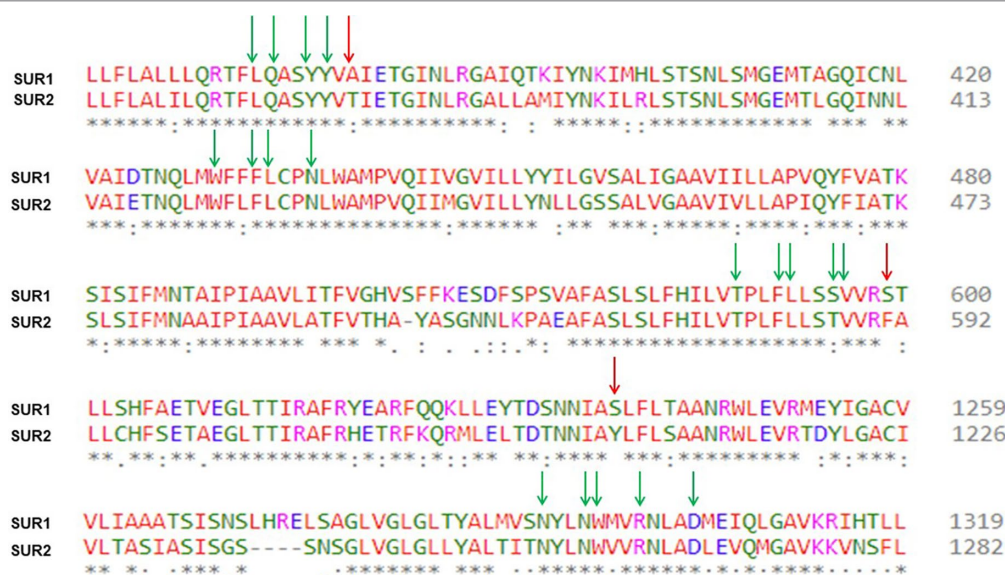 SUR1 LLFLALLLQRTFLQASYYVAIETGINLRGAIQTKIYNKIMHLSTSNLSMGEMTAGQICNL 420
SUR2 LLFLALILQRTFLQASYYVTIETGINLRGALLAMIYNKILRLSTSNLSMGEMTLGQINNL 413
******:************:**********: : *****::************ *** **
SUR1 VAIDTNQLMWFFFLCPNLWAMPVQIIVGVILLYYILGVSALIGAAVIILLAPVQYFVATK 480
SUR2 VAIETNQLMWFLFLCPNLWAMPVQIIMGVILLYNLLGSSALVGAAVIVLLAPIQYFIATK 473
***:*******:**************:****** :** ***:*****:****:***:***
SUR1 SISIFMNTAIPIAAVLITFVGHVSFFKESDFSPSVAFASLSLFHILVTPLFLLSSVVRST 600
SUR2 SLSIFMNAAIPIAAVLATFVTHA-YASGNNLKPAEAFASLSLFHILVTPLFLLSTVVRFA 592
*:*****:******** *** *. : . .::.*: *******************:*** :
SUR1 LLSHFAETVEGLTTIRAFRYEARFQQKLLEYTDSNNIASLFLTAANRWLEVRMEYIGACV 1259
SUR2 LLCHFSETAEGLTTIRAFRHETRFKQRMLELTDTNNIAYLFLSAANRWLEVRTDYLGACI 1226
**.**:**.**********:*:**:*::** **:**** ***:********* :*:***:
SUR1 VLIAAATSISNSLHRELSAGLVGLGLTYALMVSNYLNWMVRNLADMEIQLGAVKRIHTLL 1319
SUR2 VLTASIASISGS----SNSGLVGLGLLYALTITNYLNWVVRNLADLEVQMGAVKKVNSFL 1282
** *: :***.* .:******* *** ::*****:******:*:*:****:::::*